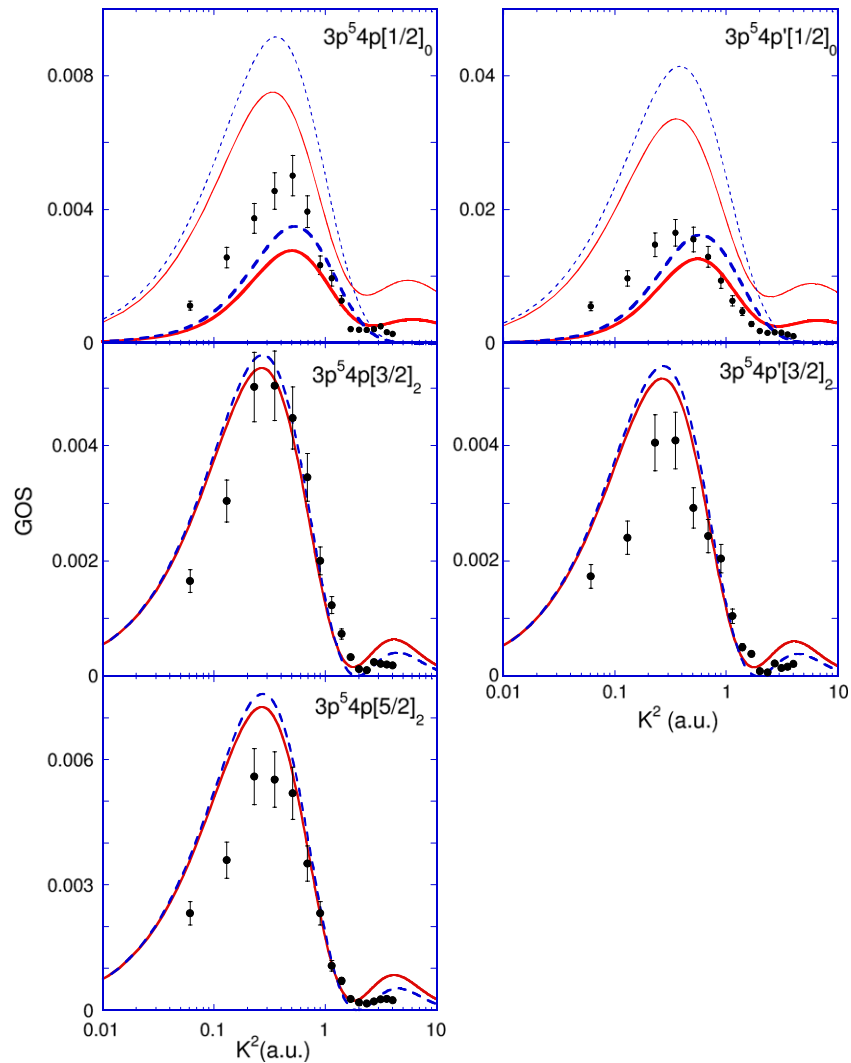 3p⁵4p[1/2]₀
0.008
0.004
0
3p⁵4p'[1/2]₀
0.04
0.02
0
3p⁵4p[3/2]₂
0.004
0.002
0
GOS
3p⁵4p'[3/2]₂
0.004
0.002
0
0.01 0.1 1 10
K² (a.u.)
3p⁵4p[5/2]₂
0.006
0.003
0
0.01 0.1 1 10
K²(a.u.)